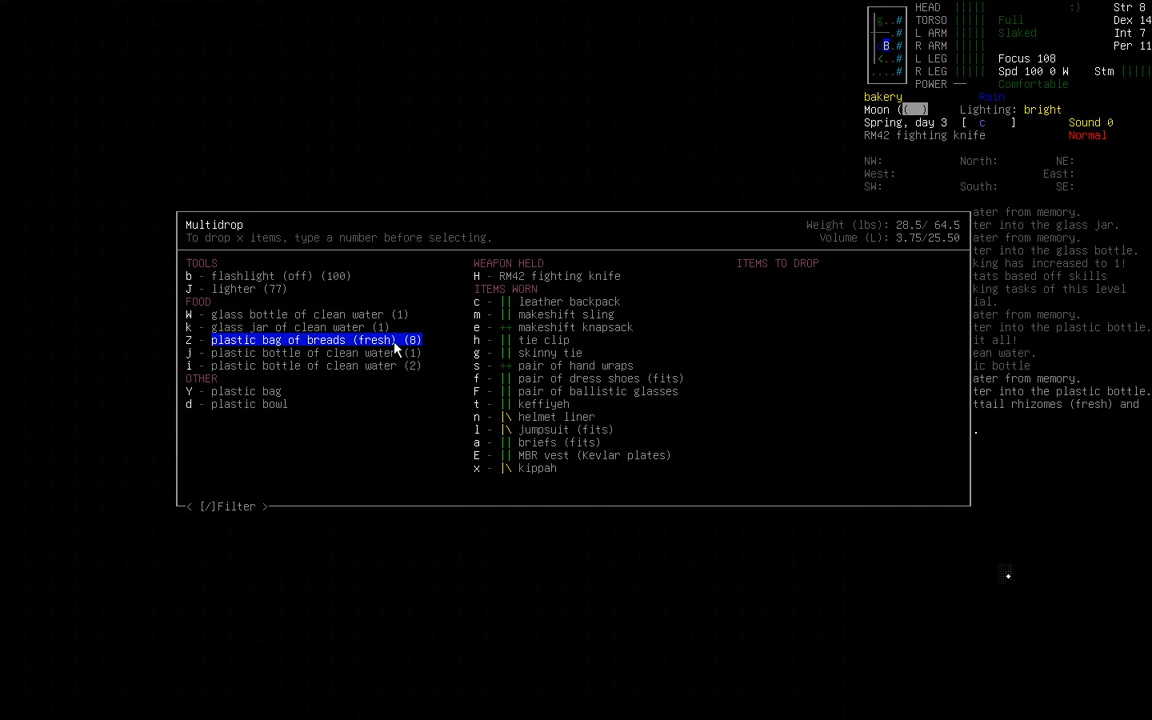 HEAD ||||| :) Str 8
g..# TORSO ||||| Full Dex 14
.# L ARM ||||| Slaked Int 7
B.# R ARM ||||| Per 11
<..# L LEG ||||| Focus 108
....# R LEG ||||| Spd 100 0 W Stm |||||
POWER — Comfortable
bakery Rain
Moon (( ) Lighting: bright
Spring, day 3 [ c ] Sound 0
RM42 fighting knife Normal
NW: North: NE:
West: East:
SW: South: SE:
Multidrop Weight (lbs): 28.5/ 64.5
To drop x items, type a number before selecting. Volume (L): 3.75/25.50
TOOLS
b - flashlight (off) (100)
J - lighter (77)
FOOD
W - glass bottle of clean water (1)
k - glass jar of clean water (1)
Z - plastic bag of breads (fresh) (8)
j - plastic bottle of clean water (1)
i - plastic bottle of clean water (2)
OTHER
Y - plastic bag
d - plastic bowl
WEAPON HELD
H - RM42 fighting knife
ITEMS WORN
c - || leather backpack
m - || makeshift sling
e - ++ makeshift knapsack
h - || tie clip
g - || skinny tie
s - ++ pair of hand wraps
f - || pair of dress shoes (fits)
F - || pair of ballistic glasses
t - || keffiyeh
n - |\ helmet liner
l - |\ jumpsuit (fits)
a - || briefs (fits)
E - || MBR vest (Kevlar plates)
x - |\ kippah
ITEMS TO DROP
< [/]Filter >
ater from memory.
ter into the glass jar.
ater from memory.
ter into the glass bottle.
king has increased to 1!
tats based off skills
king tasks of this level
ial.
ater from memory.
ter into the plastic bottle.
it all!
ean water.
ic bottle
ater from memory.
ter into the plastic bottle.
ttail rhizomes (fresh) and
.